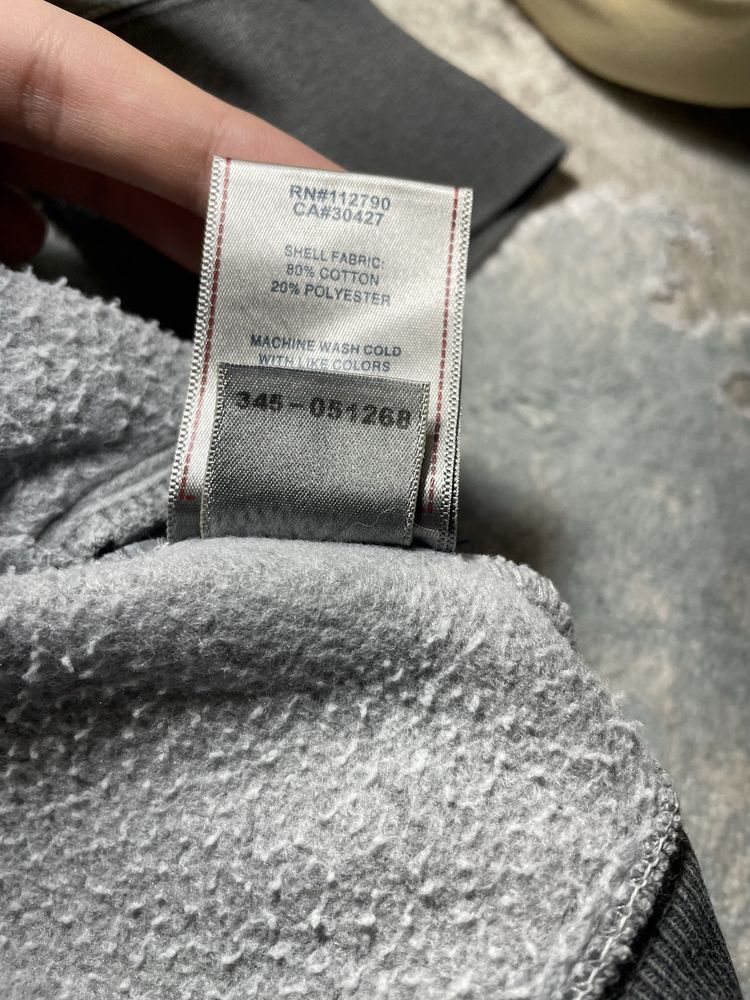 RN#112790
CA#30427
SHELL FABRIC:
80% COTTON
20% POLYESTER
MACHINE WASH COLD
WITH LIKE COLORS
345-051268